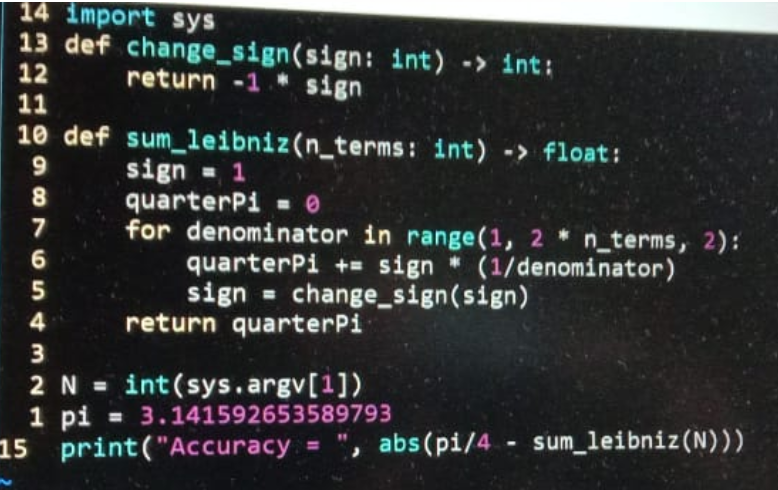 14 import sys
13 def change_sign(sign: int) -> int:
12     return -1 * sign
11
10 def sum_leibniz(n_terms: int) -> float:
9     sign = 1
8     quarterPi = 0
7     for denominator in range(1, 2 * n_terms, 2):
6         quarterPi += sign * (1/denominator)
5         sign = change_sign(sign)
4     return quarterPi
3
2 N = int(sys.argv[1])
1 pi = 3.141592653589793
15 print("Accuracy = ", abs(pi/4 - sum_leibniz(N)))
~